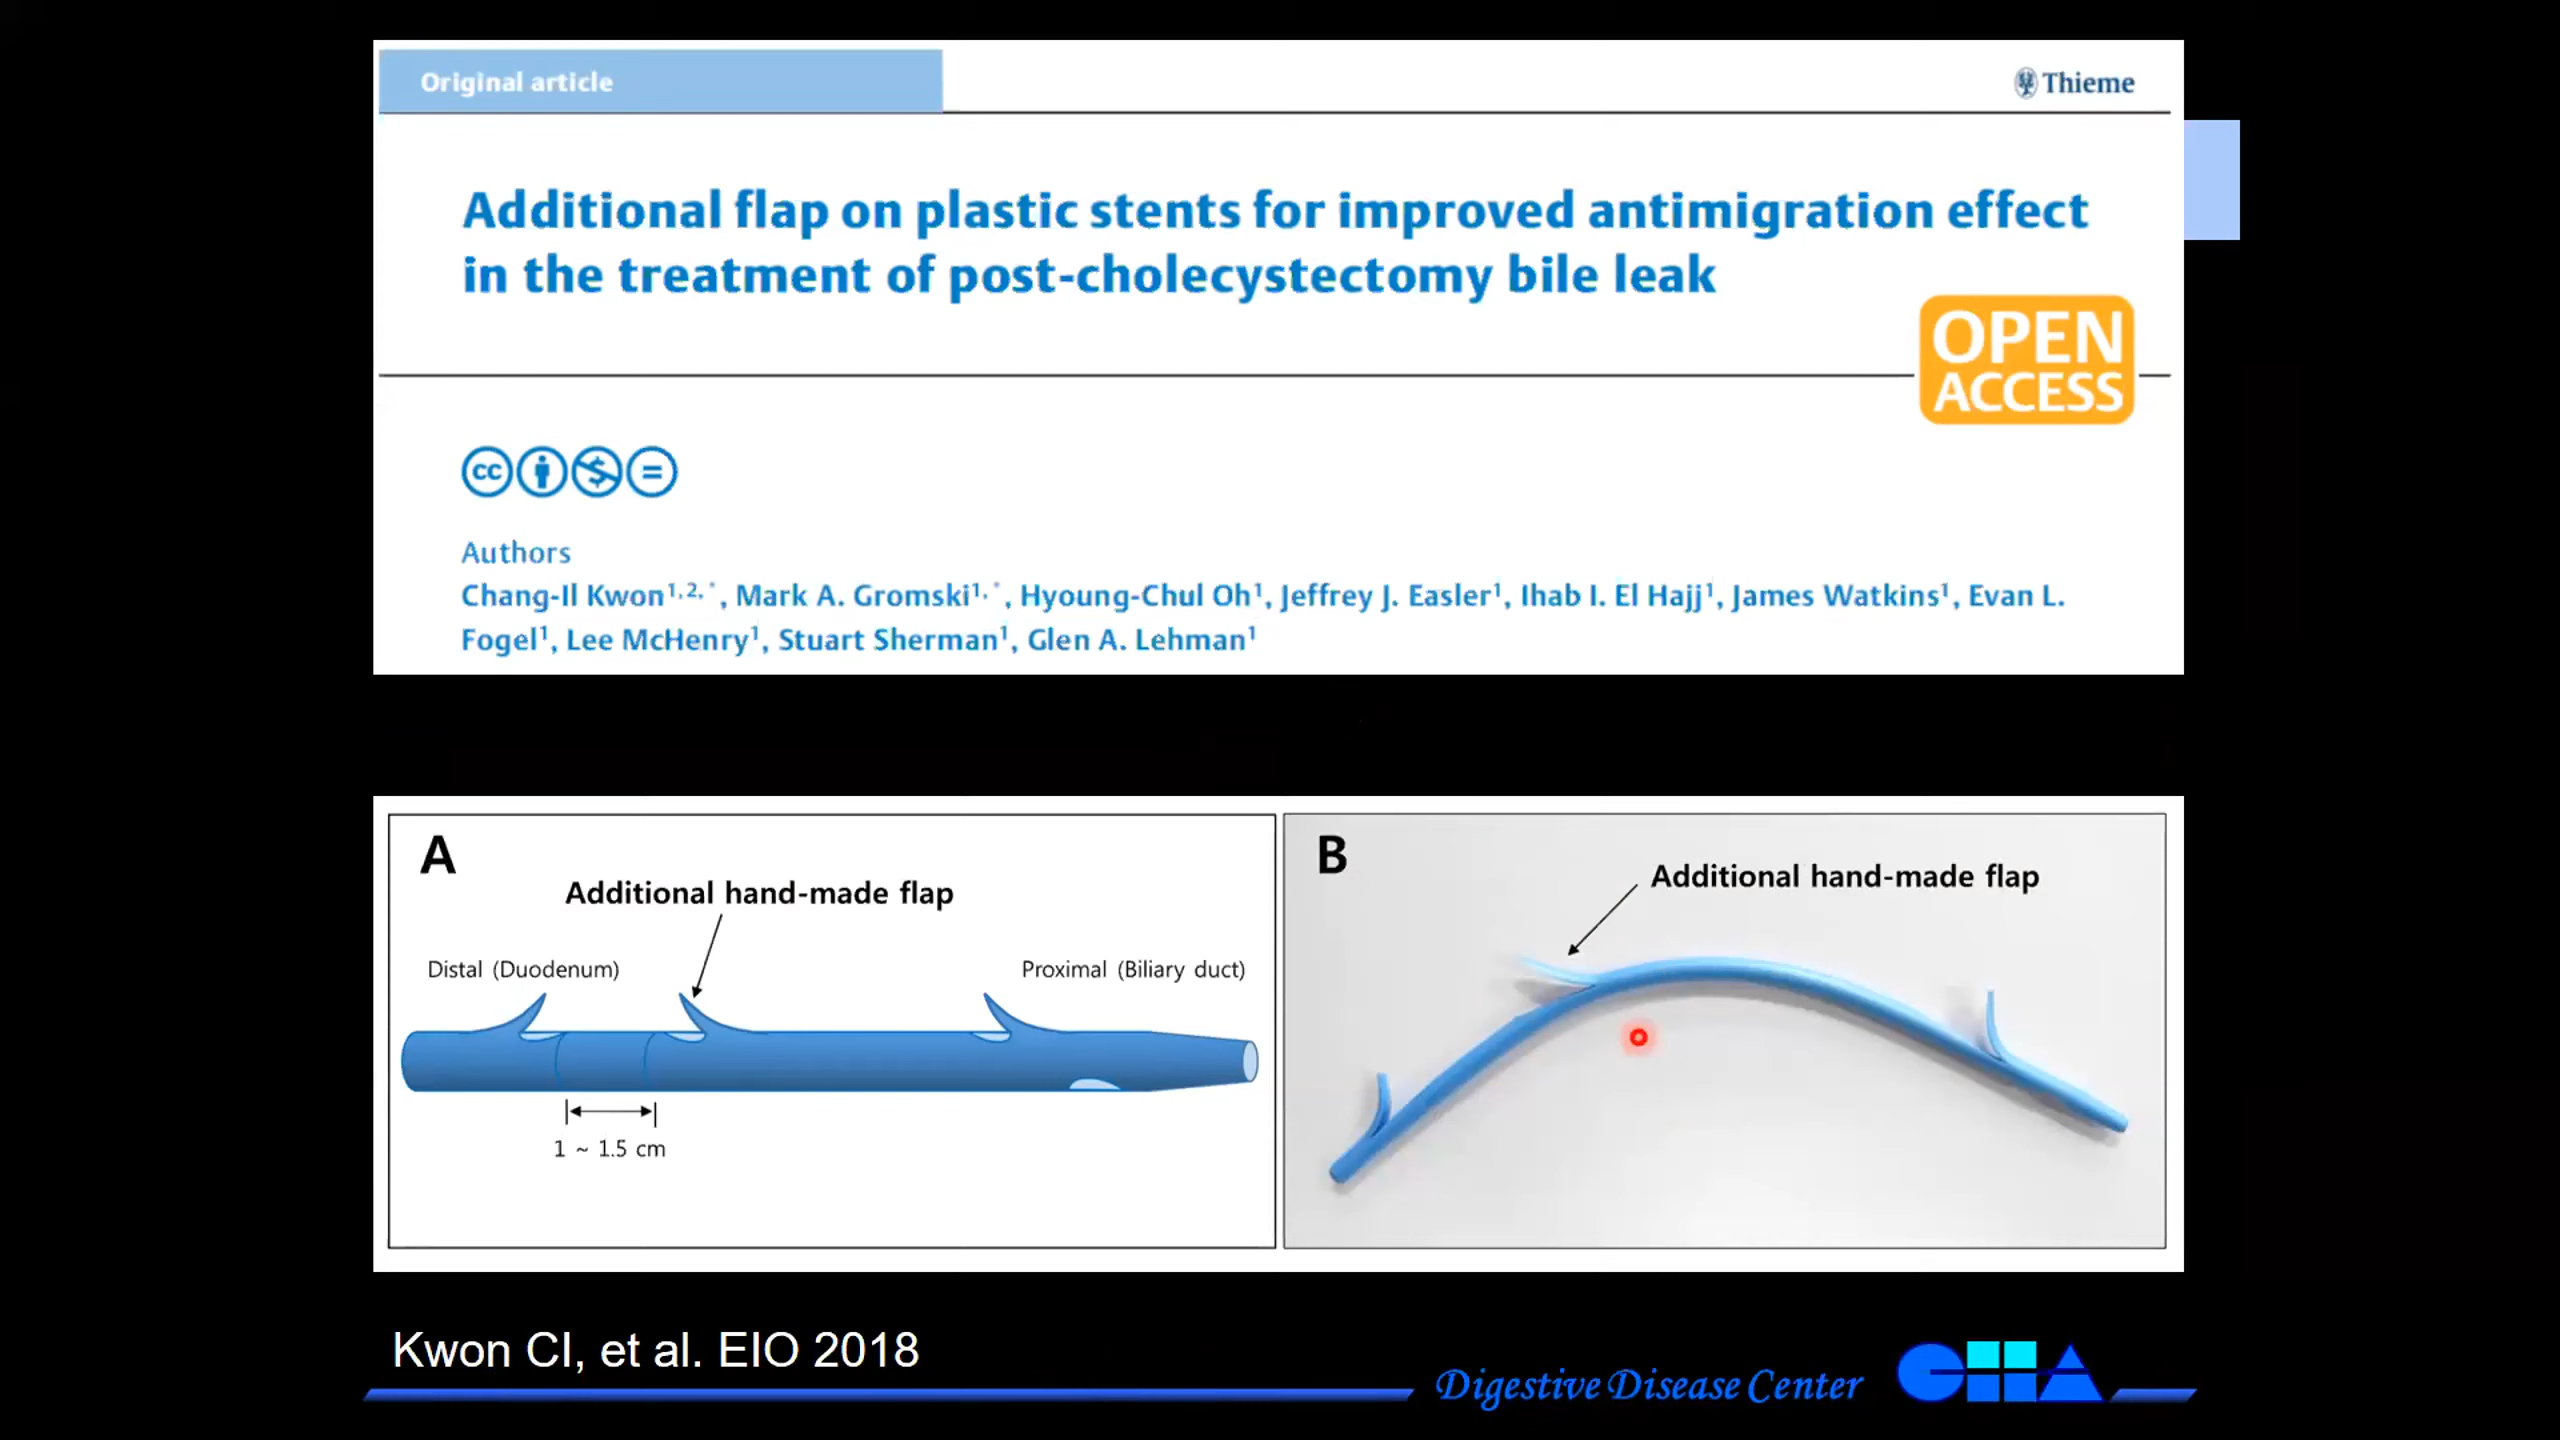 Original article
Thieme
Additional flap on plastic stents for improved antimigration effect
in the treatment of post-cholecystectomy bile leak
OPEN
ACCESS
cc
Authors
Chang-Il Kwon1,2,*, Mark A. Gromski1,*, Hyoung-Chul Oh1, Jeffrey J. Easler1, Ihab I. El Hajj1, James Watkins1, Evan L.
Fogel1, Lee McHenry1, Stuart Sherman1, Glen A. Lehman1
A
Additional hand-made flap
Distal (Duodenum)
Proximal (Biliary duct)
1 ~ 1.5 cm
B
Additional hand-made flap
Kwon CI, et al. EIO 2018
Digestive Disease Center
CHA